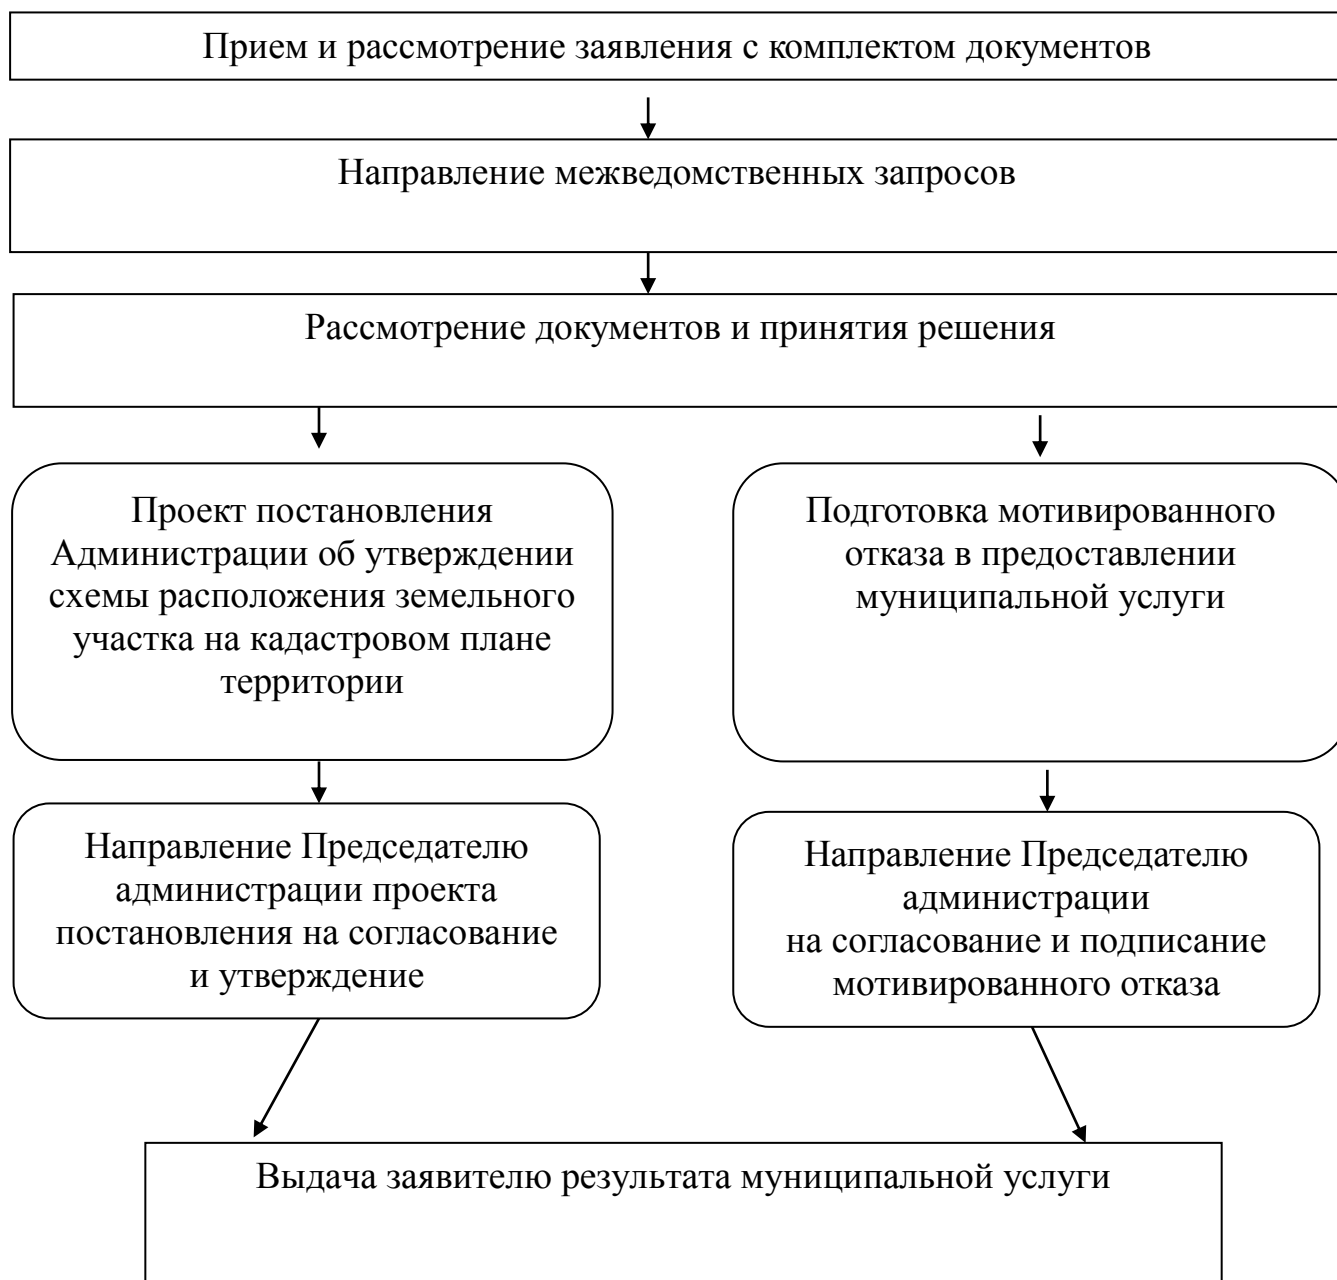 Прием и рассмотрение заявления с комплектом документов
Направление межведомственных запросов
Рассмотрение документов и принятия решения
Проект постановления
Администрации об утверждении
схемы расположения земельного
участка на кадастровом плане
территории
Подготовка мотивированного
отказа в предоставлении
муниципальной услуги
Направление Председателю
администрации проекта
постановления на согласование
и утверждение
Направление Председателю
администрации
на согласование и подписание
мотивированного отказа
Выдача заявителю результата муниципальной услуги